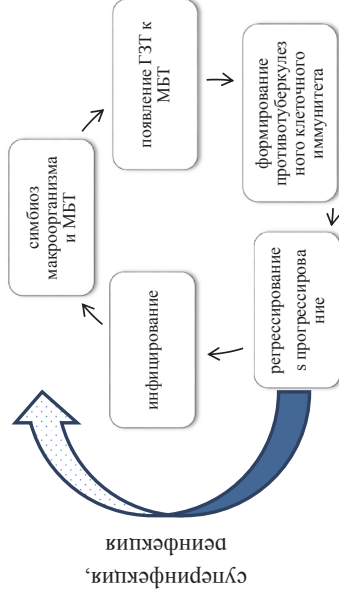 симбиоз
макроорганизма
и МБТ
появление ГЗТ к
МБТ
формирование
противотуберкулез
ного клеточного
иммунитета
регрессирование
s прогрессирова
ние
инфицирование
суперинфекция,
реинфекция